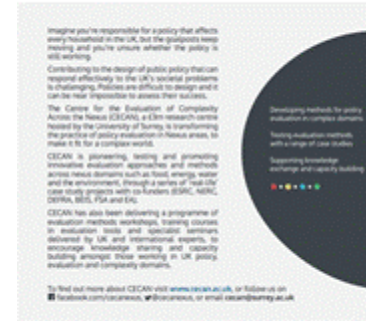 Imagine you're responsible for a policy that affects
every household in the UK, but the goalposts keep
moving and you're unsure whether the policy is
still working.
Contributing to the design of public policy that can
respond effectively to the UK's societal problems
is challenging. Policies are difficult to design and it
can be near impossible to assess their success.
The Centre for the Evaluation of Complexity
Across the Nexus (CECAN), a £3m research centre
hosted by the University of Surrey, is transforming
the practice of policy evaluation in Nexus areas, to
make it fit for a complex world.
CECAN is pioneering, testing and promoting
innovative evaluation approaches and methods
across nexus domains such as food, energy, water
and the environment, through a series of 'real-life'
case study projects with co-funders (ESRC, NERC,
DEFRA, BEIS, FSA and EA).
CECAN has also been delivering a programme of
evaluation methods workshops, training courses
in evaluation tools and specialist seminars
delivered by UK and international experts, to
encourage knowledge sharing and capacity
building amongst those working in UK policy,
evaluation and complexity domains.
To find out more about CECAN visit www.cecan.ac.uk, or follow us on
facebook.com/cecanexus, @cecanexus, or email cecan@surrey.ac.uk
Developing methods for policy
evaluation in complex domains
Testing evaluation methods
with a range of case studies
Supporting knowledge
exchange and capacity building